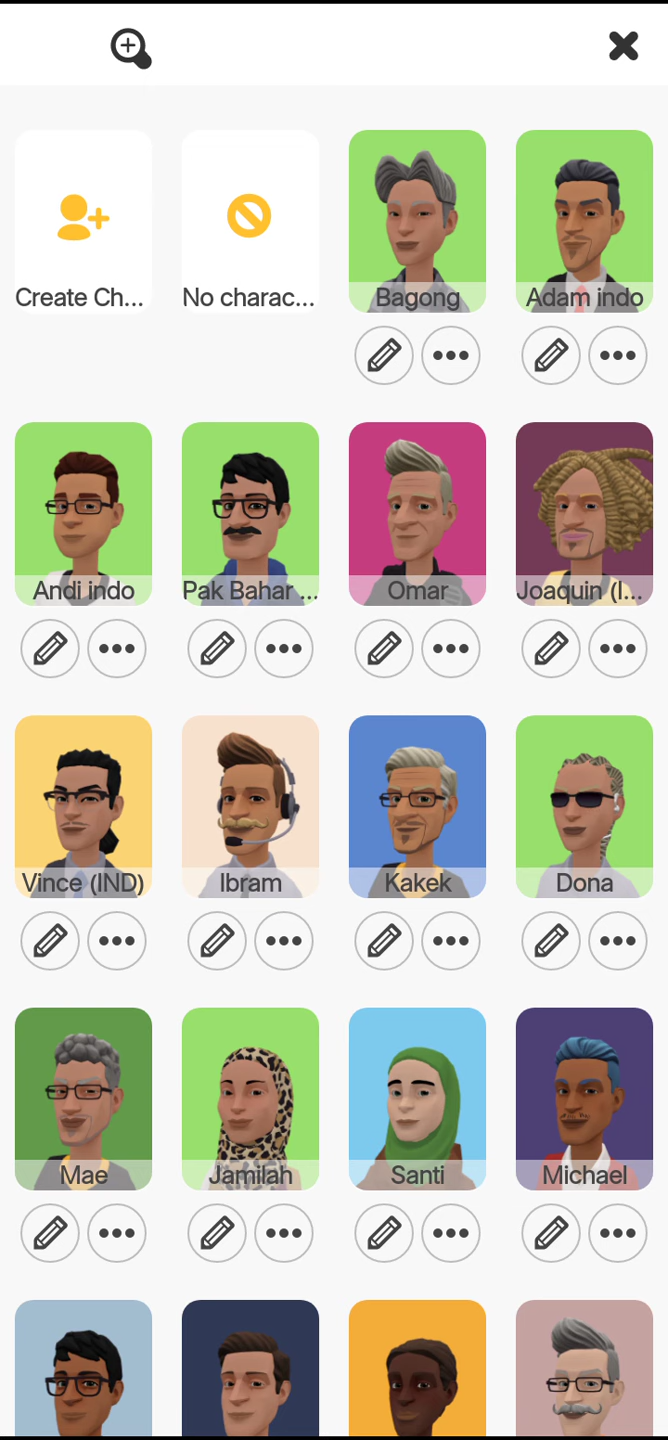 Create Ch...
No charac...
Bagong
Adam indo
Andi indo
Pak Bahar ...
Omar
Joaquin (I...
Vince (IND)
Ibram
Kakek
Dona
Mae
Jamilah
Santi
Michael